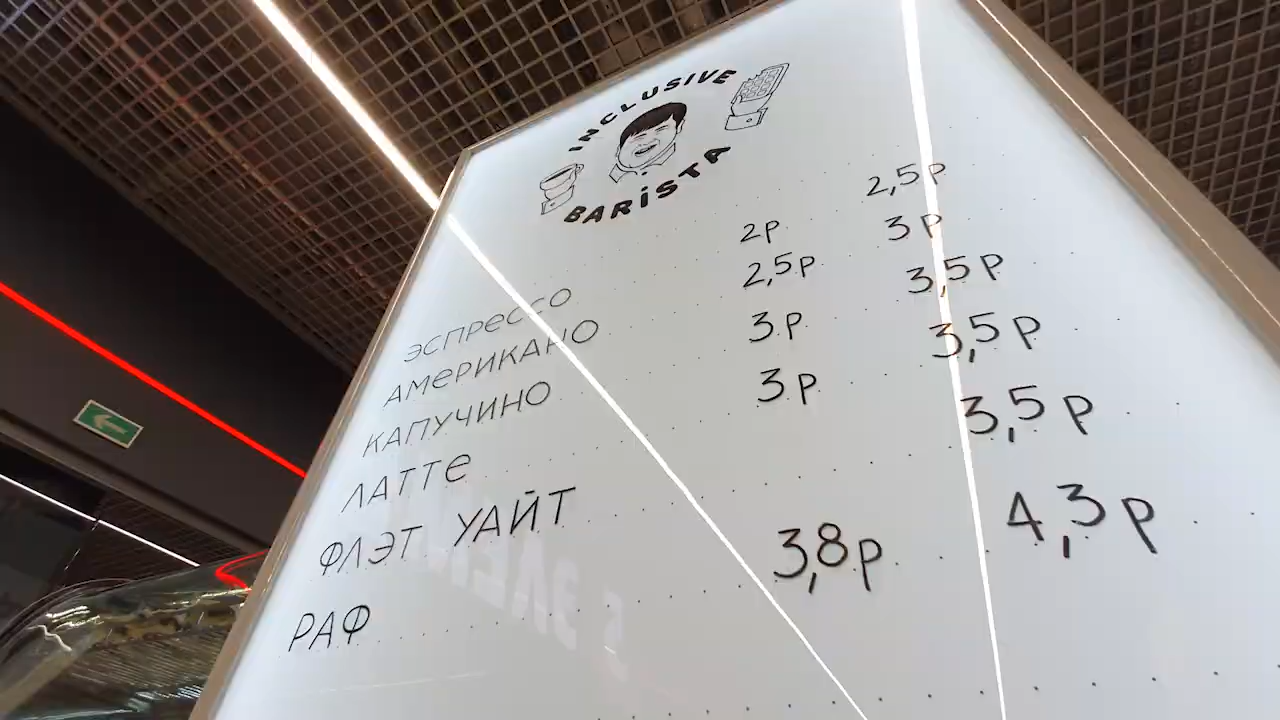 INCLUSIVE
BARISTA
ЭСПРЕССО 2 р 2,5 р
АМЕРИКАНО 2,5 р 3 р
КАПУЧИНО 3 р 3,5 р
ЛАТТЕ 3 р 3,5 р
ФЛЭТ УАЙТ 3,5 р
РАФ 3,8 р 4,3 р